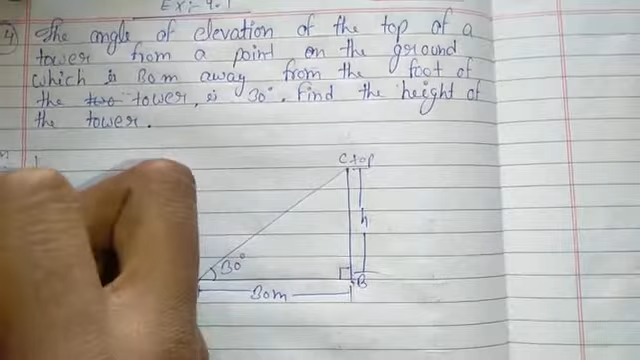 Ex:- 9.1
4) The angle of elevation of the top of a
tower from a point on the ground
which is 30m away from the foot of
the tower, is 30°. Find the height of
the tower.
C top
h
30°
B
30m